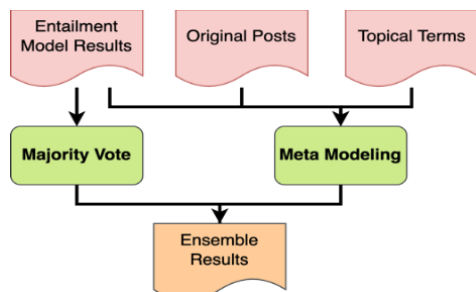 Entailment
Model Results
Original Posts
Topical Terms
Majority Vote
Meta Modeling
Ensemble
Results